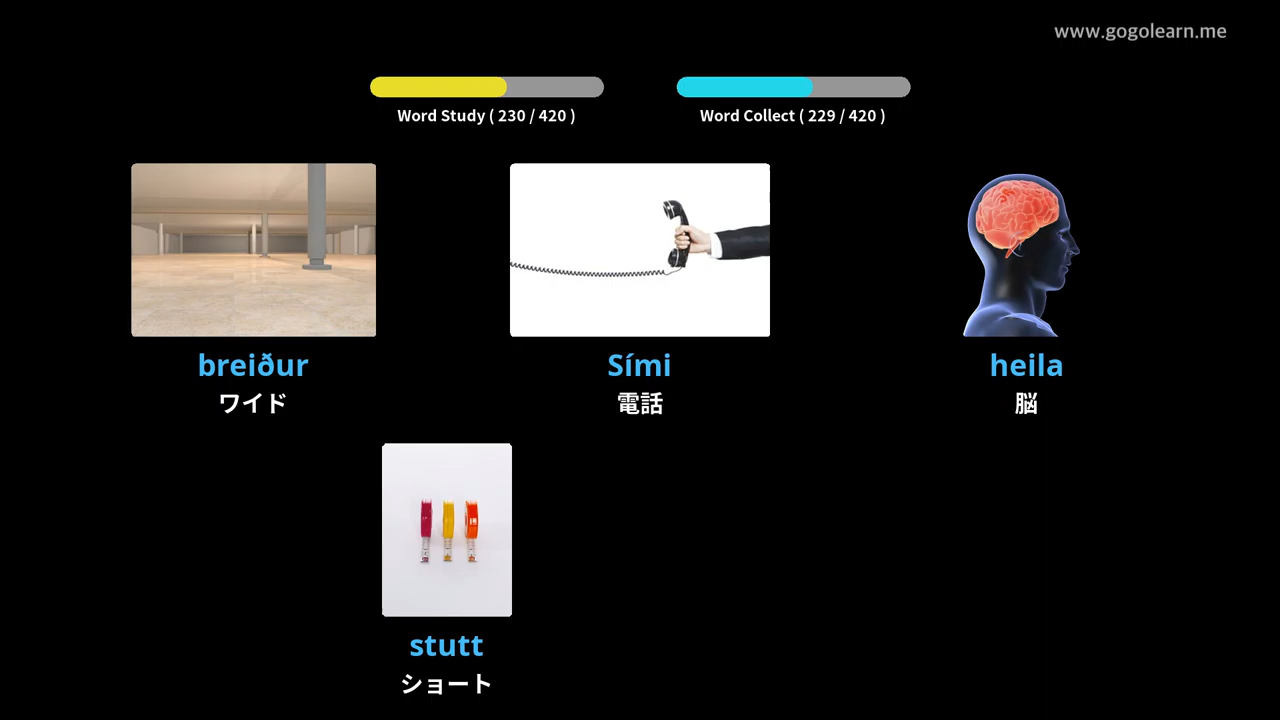 www.gogolearn.me
Word Study ( 230 / 420 )
Word Collect ( 229 / 420 )
breiður
ワイド
Sími
電話
heila
脳
stutt
ショート